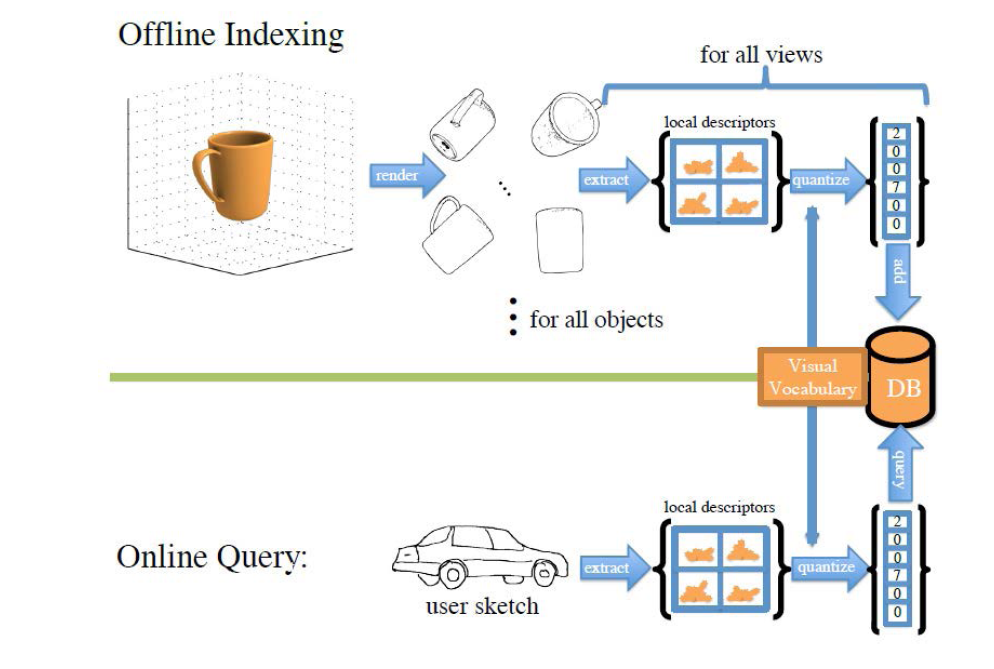 Offline Indexing
for all views
local descriptors
render
extract
quantize
2
0
0
7
0
0
add
for all objects
Visual
Vocabulary
DB
query
local descriptors
Online Query:
user sketch
extract
quantize
2
0
0
7
0
0